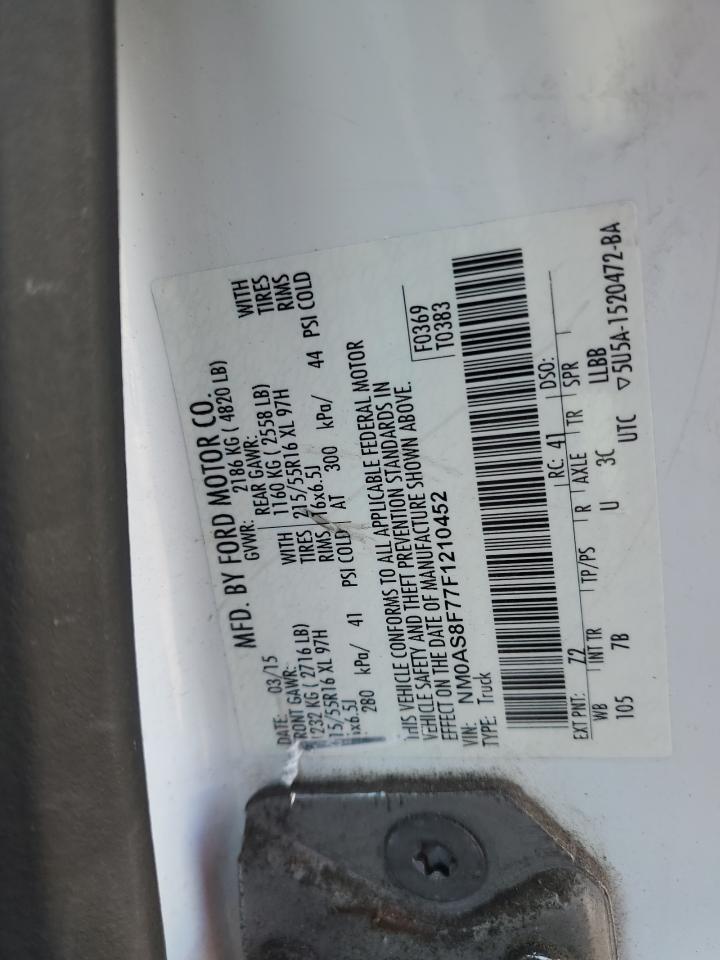 MFD. BY FORD MOTOR CO.
DATE: 03/15 GVWR: 2186 KG ( 4820 LB)
FRONT GAWR: REAR GAWR: WITH
1232 KG ( 2716 LB) WITH 1160 KG ( 2558 LB) TIRES
15/55R16 XL 97H TIRES 215/55R16 XL 97H RIMS
x6.5J RIMS 16x6.5J
280 kPa/ 41 PSI COLD AT 300 kPa/ 44 PSI COLD
THIS VEHICLE CONFORMS TO ALL APPLICABLE FEDERAL MOTOR
VEHICLE SAFETY AND THEFT PREVENTION STANDARDS IN
EFFECT ON THE DATE OF MANUFACTURE SHOWN ABOVE.
VIN: NM0AS8F77F1210452 F0369
TYPE: Truck T0383
EXT PNT: Z2 RC: 41 DSO:
WB INT TR TP/PS R AXLE TR SPR
105 7B U 3C LLBB
UTC ▽5U5A-1520472-BA